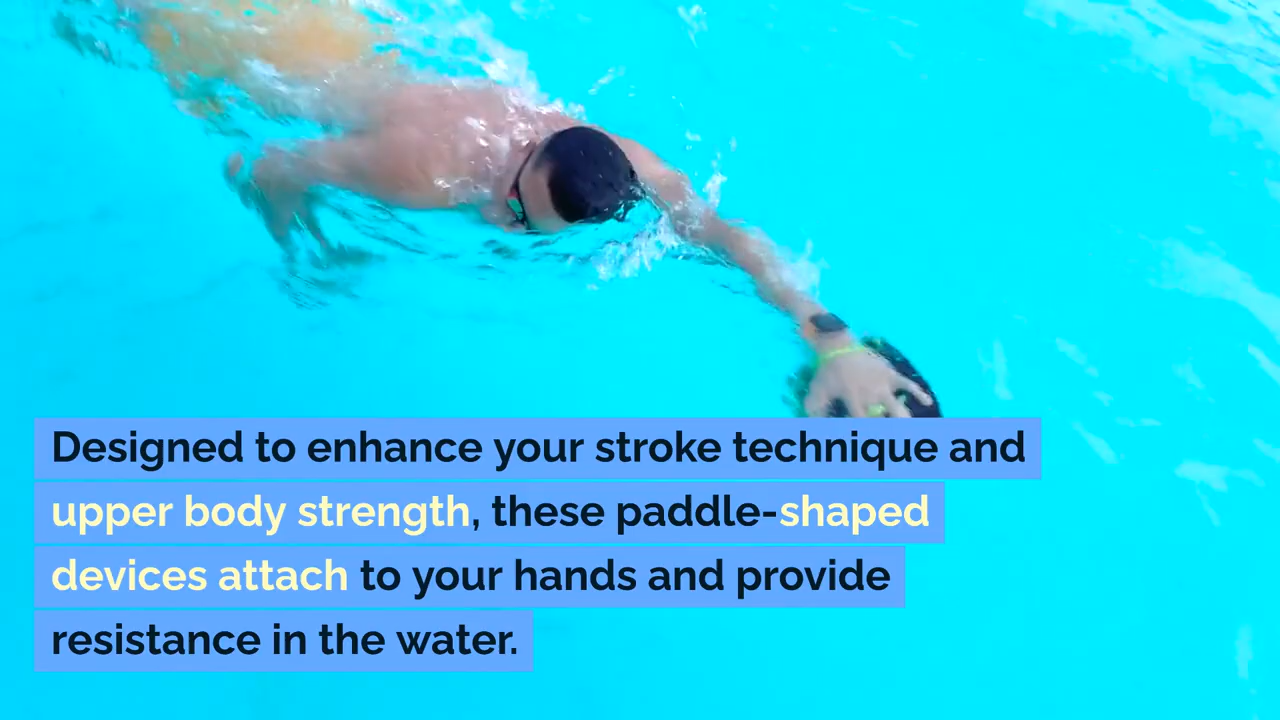 Designed to enhance your stroke technique and
upper body strength, these paddle-shaped
devices attach to your hands and provide
resistance in the water.